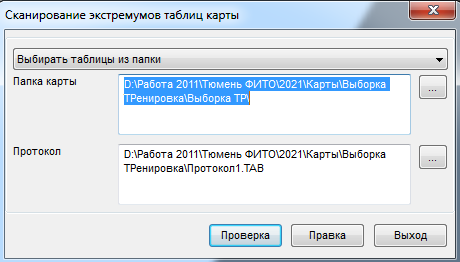 Сканирование экстремумов таблиц карты
Выбирать таблицы из папки
Папка карты
D:\Работа 2011\Тюмень ФИТО\2021\Карты\Выборка
ТРенировка\Выборка ТР\
...
Протокол
D:\Работа 2011\Тюмень ФИТО\2021\Карты\Выборка
ТРенировка\Протокол1.TAB
...
Проверка
Правка
Выход